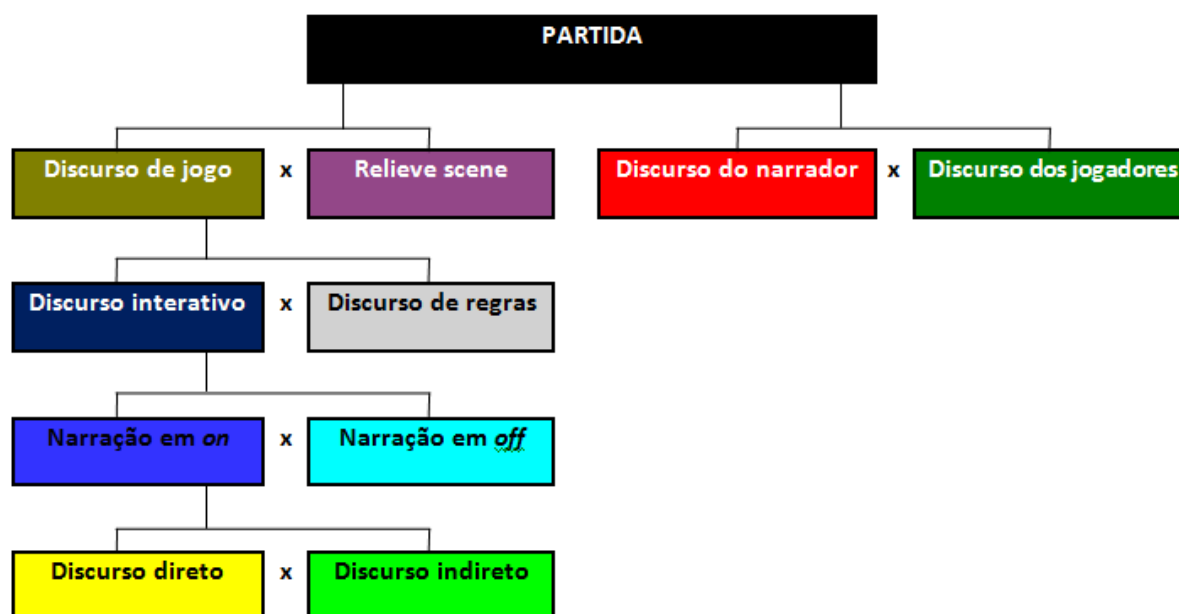 PARTIDA
Discurso de jogo x Relieve scene Discurso do narrador x Discurso dos jogadores
Discurso interativo x Discurso de regras
Narração em on x Narração em off
Discurso direto x Discurso indireto